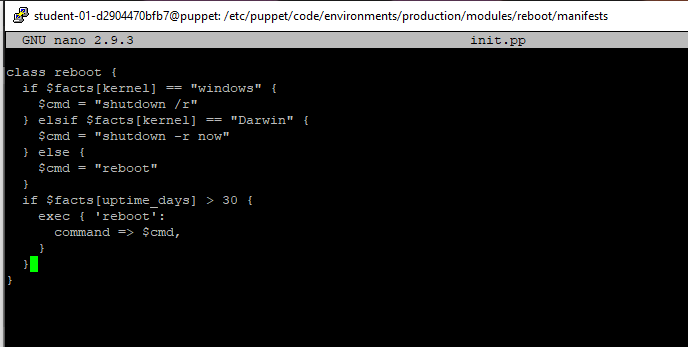 student-01-d2904470bfb7@puppet: /etc/puppet/code/environments/production/modules/reboot/manifests
GNU nano 2.9.3 init.pp
class reboot {
  if $facts[kernel] == "windows" {
    $cmd = "shutdown /r"
  } elsif $facts[kernel] == "Darwin" {
    $cmd = "shutdown -r now"
  } else {
    $cmd = "reboot"
  }
  if $facts[uptime_days] > 30 {
    exec { 'reboot':
      command => $cmd,
    }
  }
}